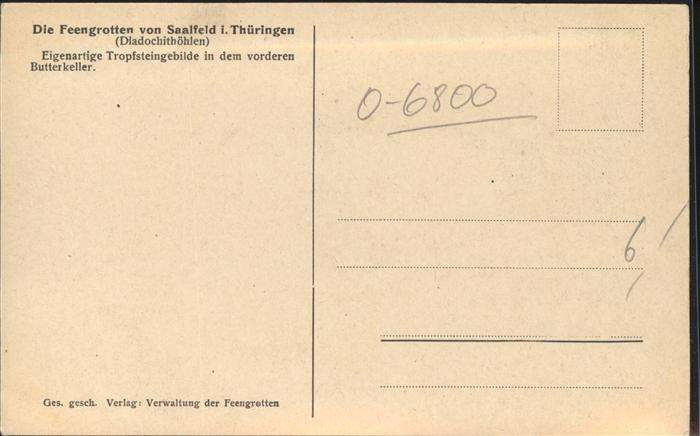 Die Feengrotten von Saalfeld i. Thüringen
(Diadochithöhlen)
Eigenartige Tropfsteingebilde in dem vorderen
Butterkeller.
O-6800
6
Ges. gesch. Verlag: Verwaltung der Feengrotten